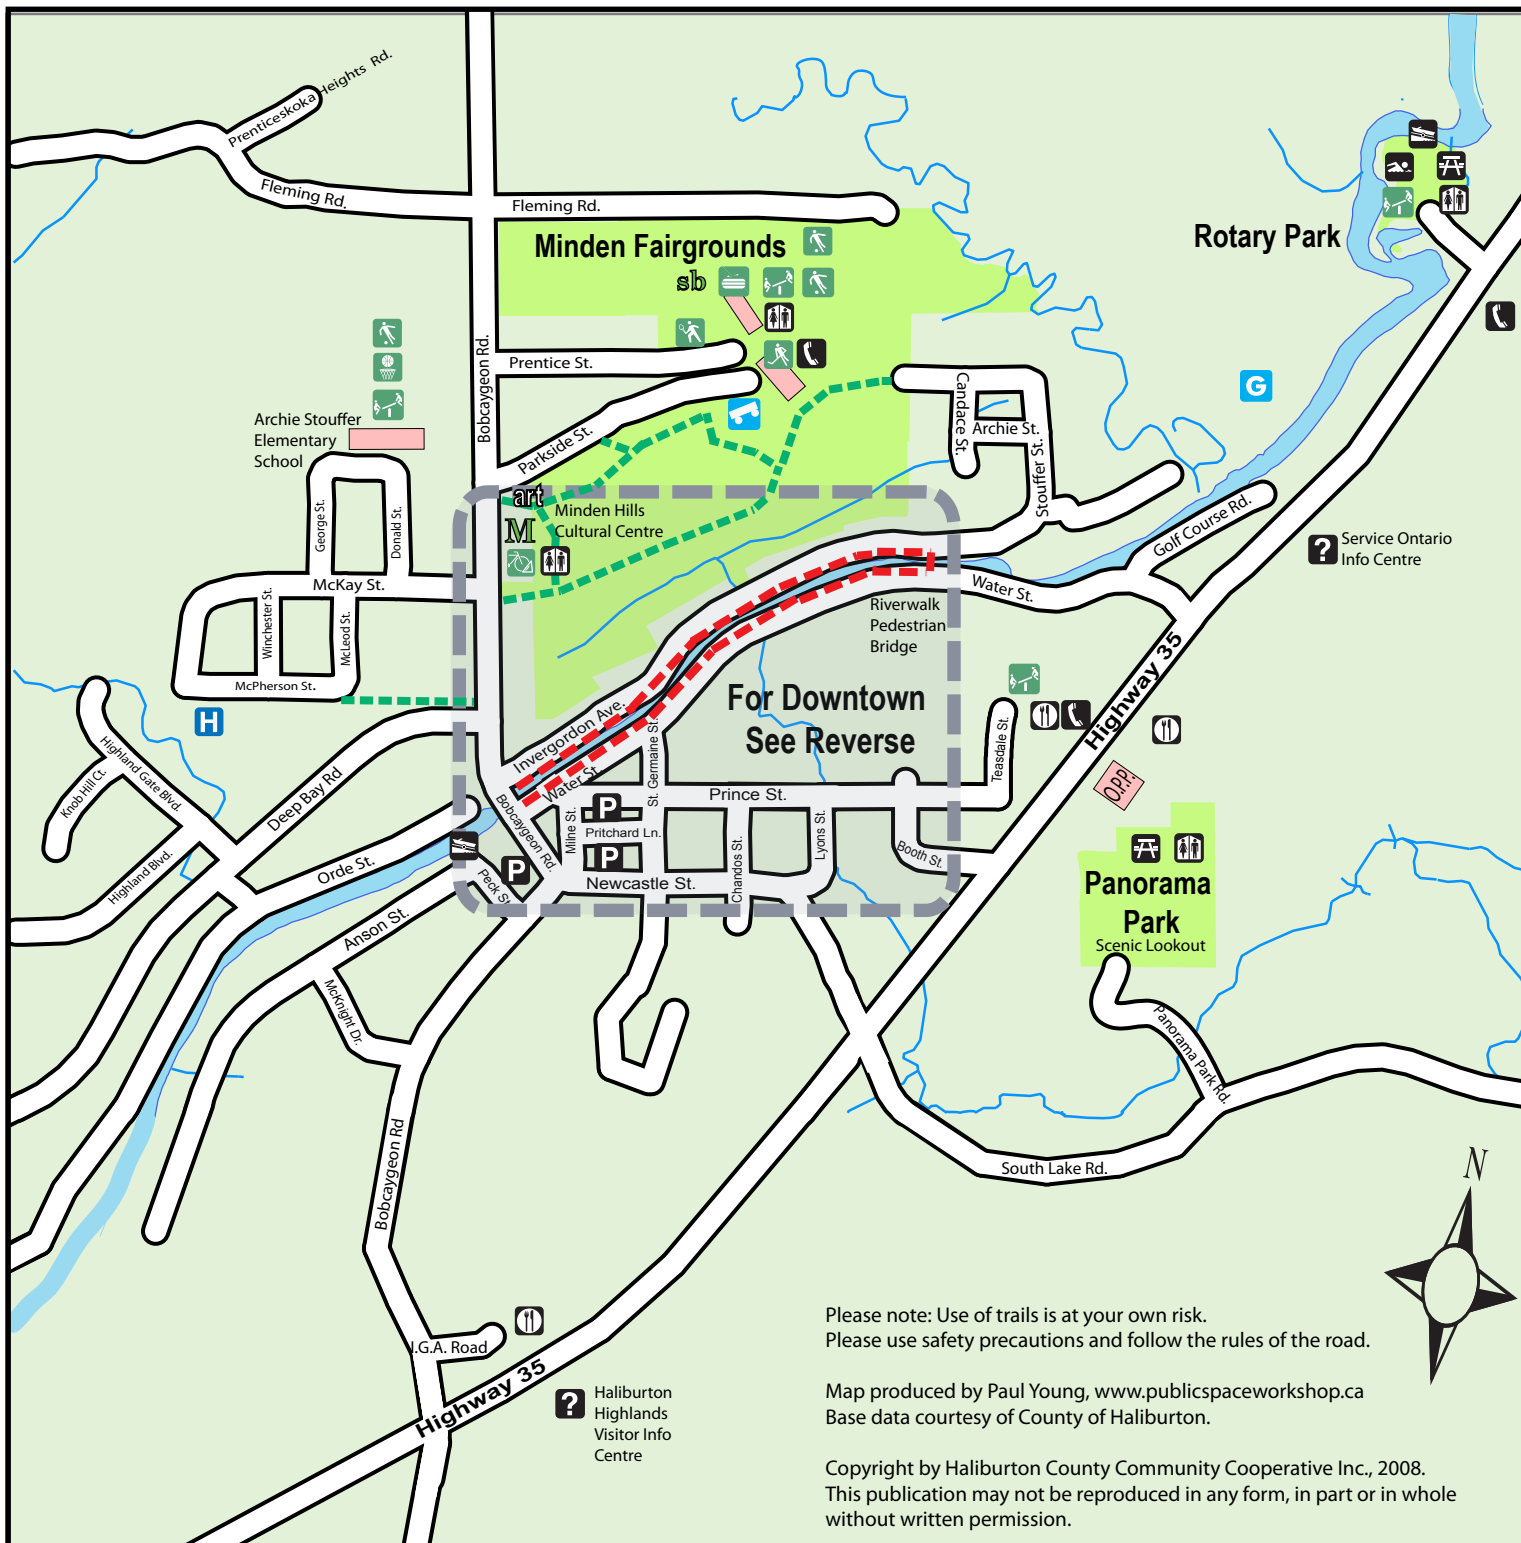 Prenticeskoka Heights Rd.
Fleming Rd.
Fleming Rd.
Minden Fairgrounds
sb
Rotary Park
Bobcaygeon Rd.
Prentice St.
Parkside St.
G
Candace St.
Archie St.
Stouffer St.
Archie Stouffer
Elementary
School
George St.
Donald St.
art
M
Minden Hills
Cultural Centre
Golf Course Rd.
?
Service Ontario
Info Centre
McKay St.
Winchester St.
McLeod St.
McPherson St.
Water St.
Riverwalk
Pedestrian
Bridge
Highway 35
H
For Downtown
See Reverse
Invergordon Ave.
Water St.
St. Germaine St.
Teasdale St.
O.P.P.
Highland Gate Blvd.
Knob Hill Ct.
Deep Bay Rd
Highland Blvd.
Orde St.
Bobcaygeon Rd.
Milne St.
P
Pritchard Ln.
P
Prince St.
Lyons St.
Chandos St.
Booth St.
P
Peck St.
Newcastle St.
Anson St.
McKnight Dr.
Panorama
Park
Scenic Lookout
Panorama Park Rd.
Bobcaygeon Rd
South Lake Rd.
N
I.G.A. Road
Highway 35
?
Haliburton
Highlands
Visitor Info
Centre
Please note: Use of trails is at your own risk.
Please use safety precautions and follow the rules of the road.
Map produced by Paul Young, www.publicspaceworkshop.ca
Base data courtesy of County of Haliburton.
Copyright by Haliburton County Community Cooperative Inc., 2008.
This publication may not be reproduced in any form, in part or in whole
without written permission.